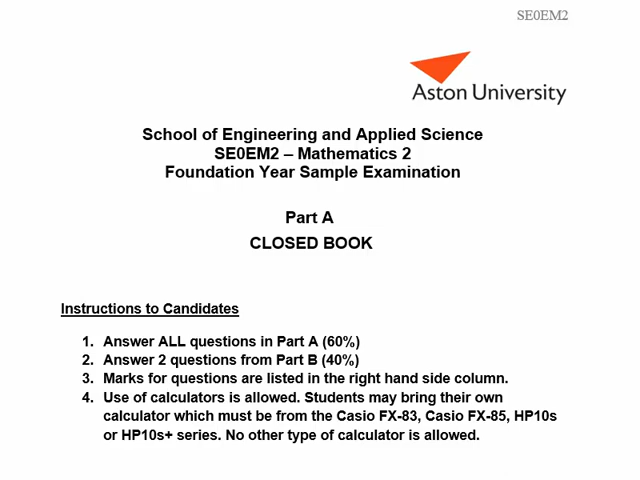 SE0EM2
Aston University
School of Engineering and Applied Science
SE0EM2 – Mathematics 2
Foundation Year Sample Examination
Part A
CLOSED BOOK
Instructions to Candidates
1. Answer ALL questions in Part A (60%)
2. Answer 2 questions from Part B (40%)
3. Marks for questions are listed in the right hand side column.
4. Use of calculators is allowed. Students may bring their own
calculator which must be from the Casio FX-83, Casio FX-85, HP10s
or HP10s+ series. No other type of calculator is allowed.